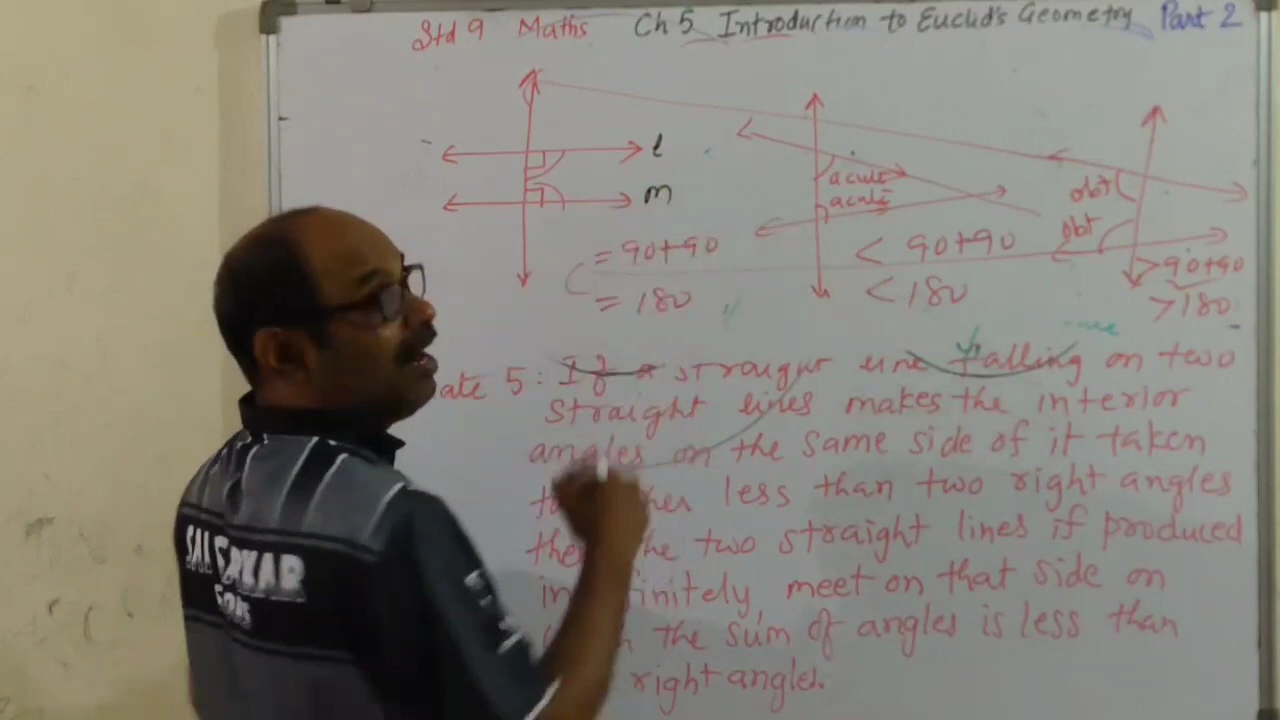 Std 9 Maths Ch 5 Introduction to Euclid's Geometry Part 2
l
m
= 90+90
= 180
acute
acute
< 90+90
< 180
obt
obt
> 90+90
> 180
ate 5 : If a straight line falling on two
straight lines makes the interior
angles on the same side of it taken
her less than two right angles
the he two straight lines if produced
in finitely, meet on that side on
the sum of angles is less than
right angles.